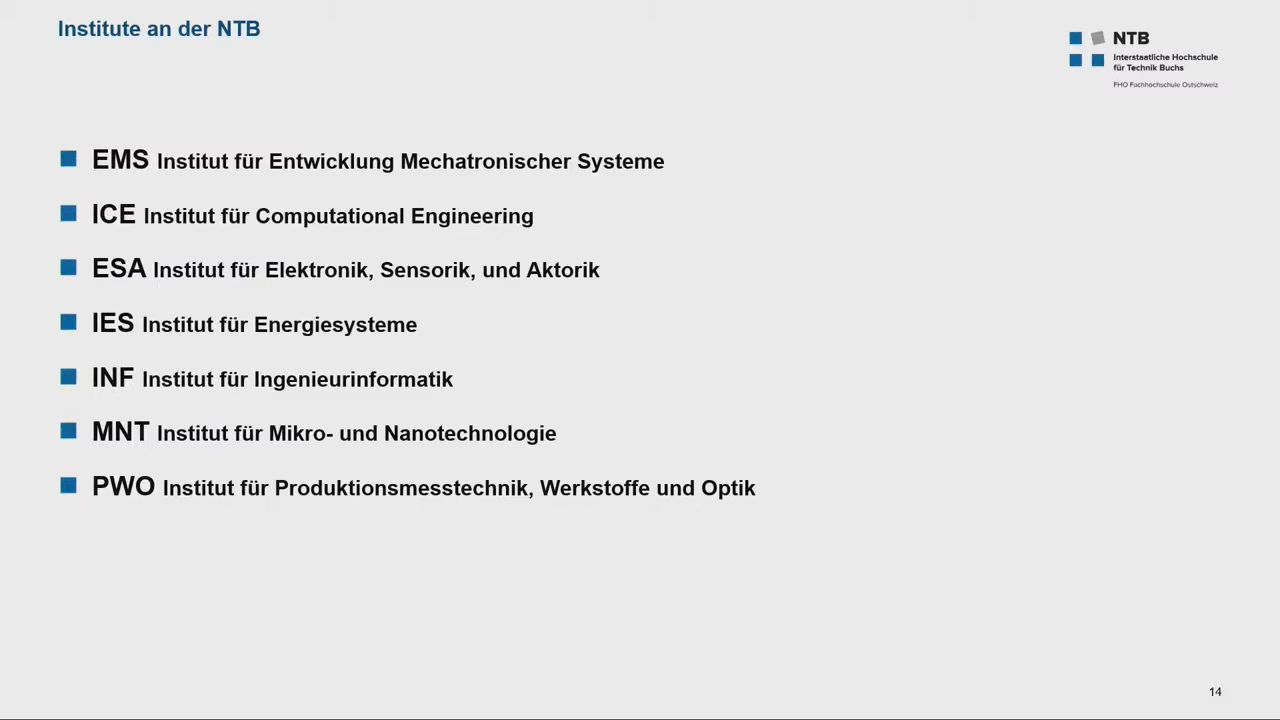 Institute an der NTB
NTB
Interstaatliche Hochschule
für Technik Buchs
FHO Fachhochschule Ostschweiz
EMS Institut für Entwicklung Mechatronischer Systeme
ICE Institut für Computational Engineering
ESA Institut für Elektronik, Sensorik, und Aktorik
IES Institut für Energiesysteme
INF Institut für Ingenieurinformatik
MNT Institut für Mikro- und Nanotechnologie
PWO Institut für Produktionsmesstechnik, Werkstoffe und Optik
14